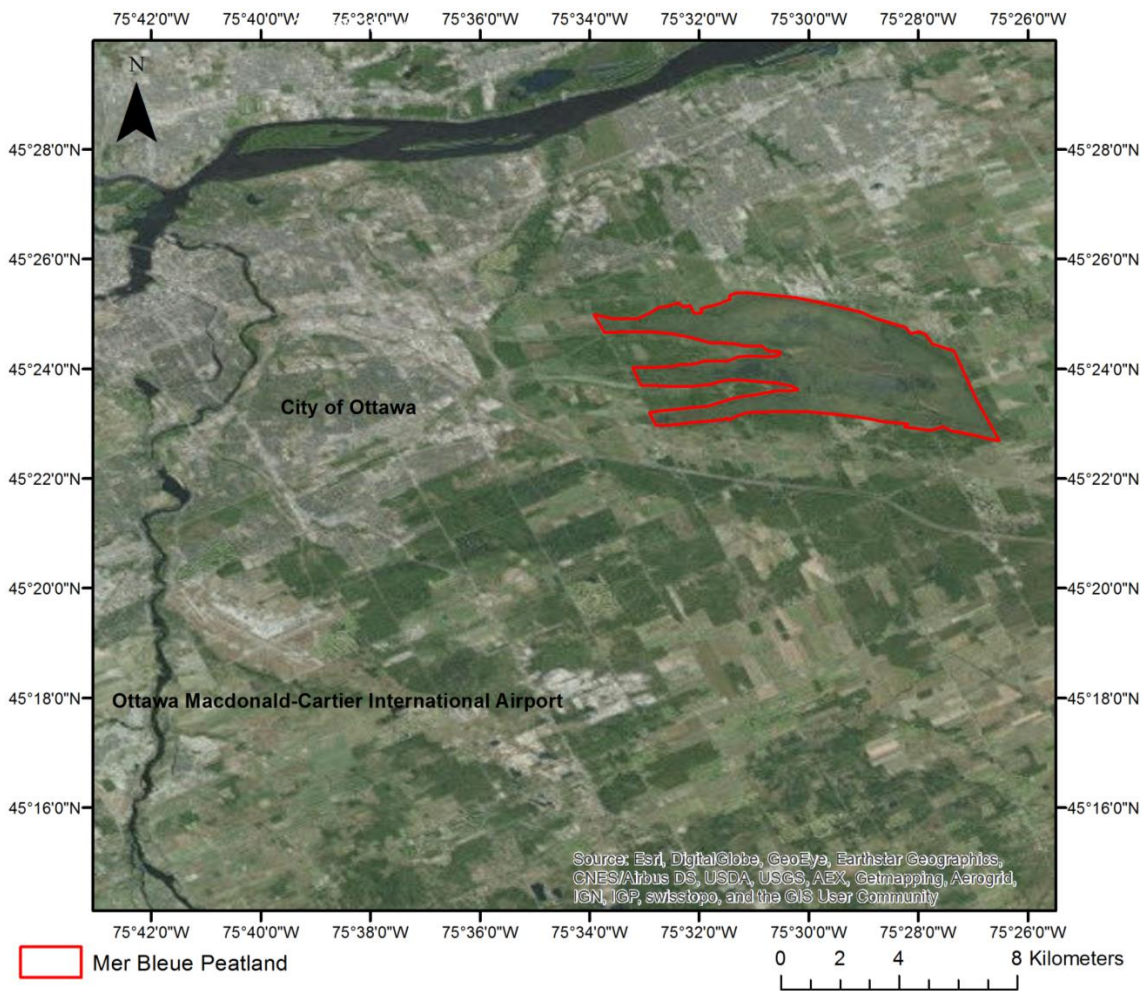 75°42'0"W 75°40'0"W 75°38'0"W 75°36'0"W 75°34'0"W 75°32'0"W 75°30'0"W 75°28'0"W 75°26'0"W
N
45°28'0"N 45°28'0"N
45°26'0"N 45°26'0"N
45°24'0"N 45°24'0"N
City of Ottawa
45°22'0"N 45°22'0"N
45°20'0"N 45°20'0"N
Ottawa Macdonald-Cartier International Airport
45°18'0"N 45°18'0"N
45°16'0"N 45°16'0"N
Source: Esri, DigitalGlobe, GeoEye, Earthstar Geographics,
CNES/Airbus DS, USDA, USGS, AEX, Getmapping, Aerogrid,
IGN, IGP, swisstopo, and the GIS User Community
75°42'0"W 75°40'0"W 75°38'0"W 75°36'0"W 75°34'0"W 75°32'0"W 75°30'0"W 75°28'0"W 75°26'0"W
Mer Bleue Peatland
0 2 4 8 Kilometers